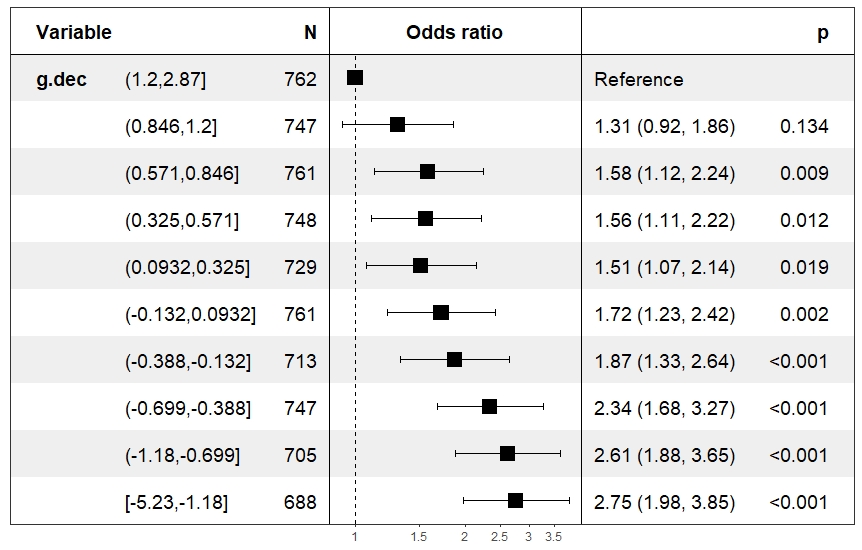 Variable N Odds ratio p
g.dec (1.2,2.87] 762 Reference
(0.846,1.2] 747 1.31 (0.92, 1.86) 0.134
(0.571,0.846] 761 1.58 (1.12, 2.24) 0.009
(0.325,0.571] 748 1.56 (1.11, 2.22) 0.012
(0.0932,0.325] 729 1.51 (1.07, 2.14) 0.019
(-0.132,0.0932] 761 1.72 (1.23, 2.42) 0.002
(-0.388,-0.132] 713 1.87 (1.33, 2.64) <0.001
(-0.699,-0.388] 747 2.34 (1.68, 3.27) <0.001
(-1.18,-0.699] 705 2.61 (1.88, 3.65) <0.001
[-5.23,-1.18] 688 2.75 (1.98, 3.85) <0.001
1 1.5 2 2.5 3 3.5